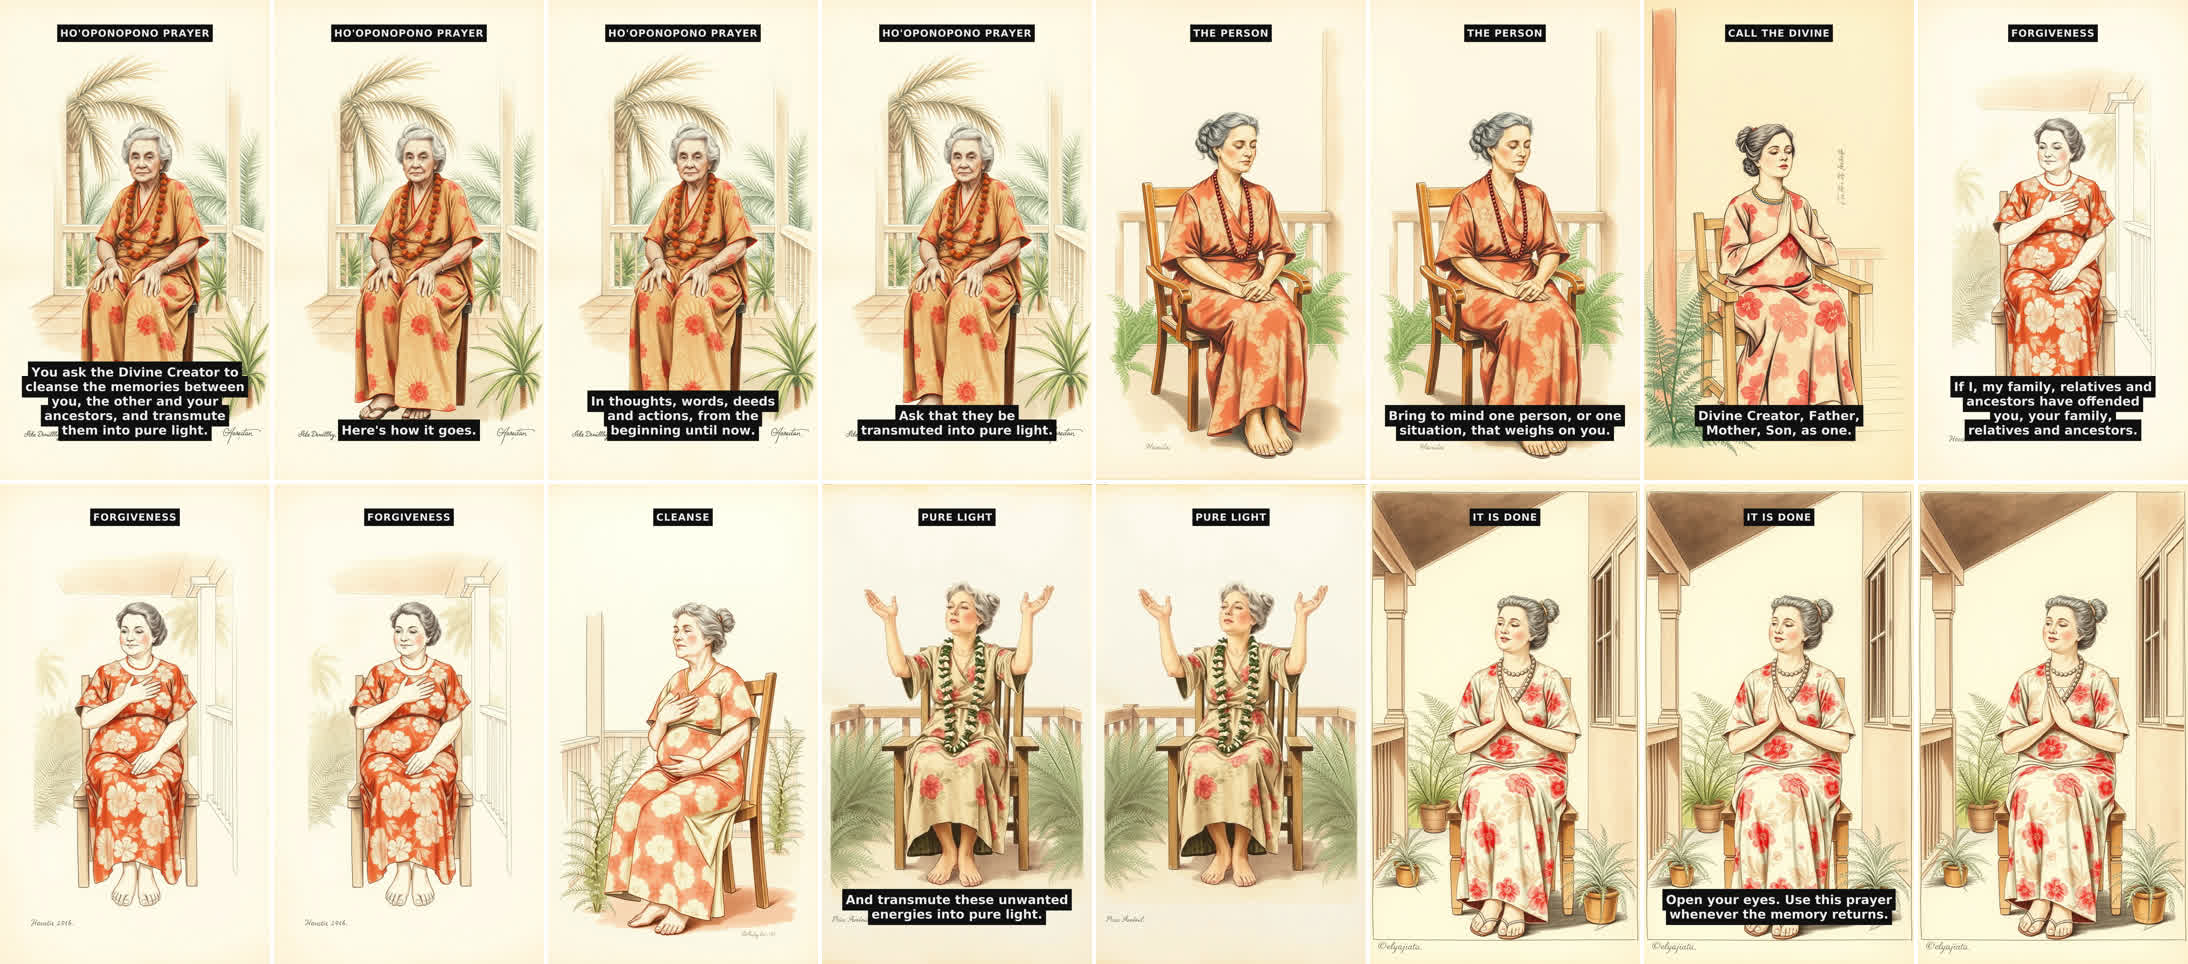 HO'OPONOPONO PRAYER
You ask the Divine Creator to
cleanse the memories between
you, the other and your
ancestors, and transmute
them into pure light.
HO'OPONOPONO PRAYER
Here's how it goes.
HO'OPONOPONO PRAYER
In thoughts, words, deeds
and actions, from the
beginning until now.
HO'OPONOPONO PRAYER
Ask that they be
transmuted into pure light.
THE PERSON
THE PERSON
Bring to mind one person, or one
situation, that weighs on you.
CALL THE DIVINE
Divine Creator, Father,
Mother, Son, as one.
FORGIVENESS
If I, my family, relatives and
ancestors have offended
you, your family,
relatives and ancestors.
FORGIVENESS
FORGIVENESS
CLEANSE
PURE LIGHT
And transmute these unwanted
energies into pure light.
PURE LIGHT
IT IS DONE
©elyajiata.
IT IS DONE
Open your eyes. Use this prayer
whenever the memory returns.
©elyajiata.
©elyajiata.